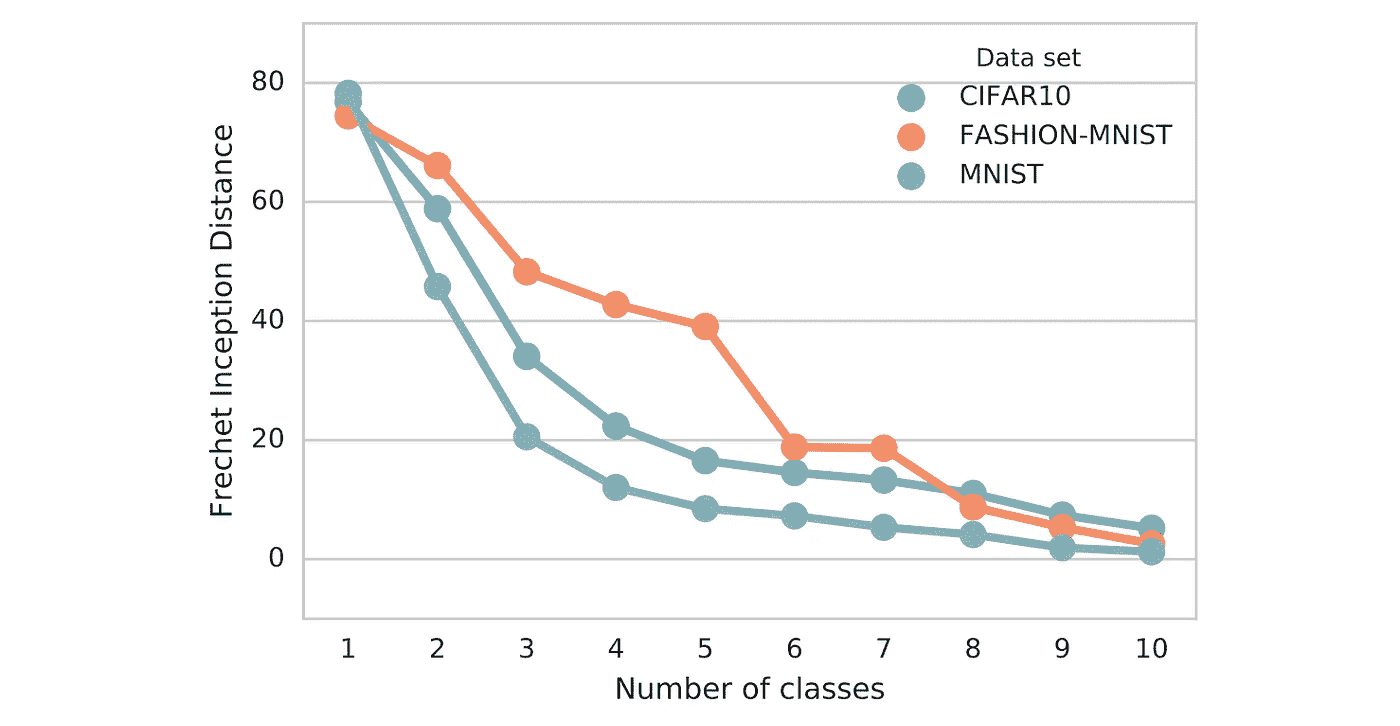 Data set
CIFAR10
FASHION-MNIST
MNIST
Frechet Inception Distance
80
60
40
20
0
1 2 3 4 5 6 7 8 9 10
Number of classes